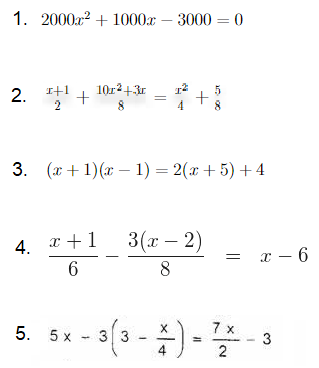 1. 2000x² + 1000x − 3000 = 0
2. (x+1)/2 + (10x²+3x)/8 = x²/4 + 5/8
3. (x + 1)(x − 1) = 2(x + 5) + 4
4. (x + 1)/6 − 3(x − 2)/8 = x − 6
5. 5 x - 3(3 - x/4) = 7 x/2 - 3